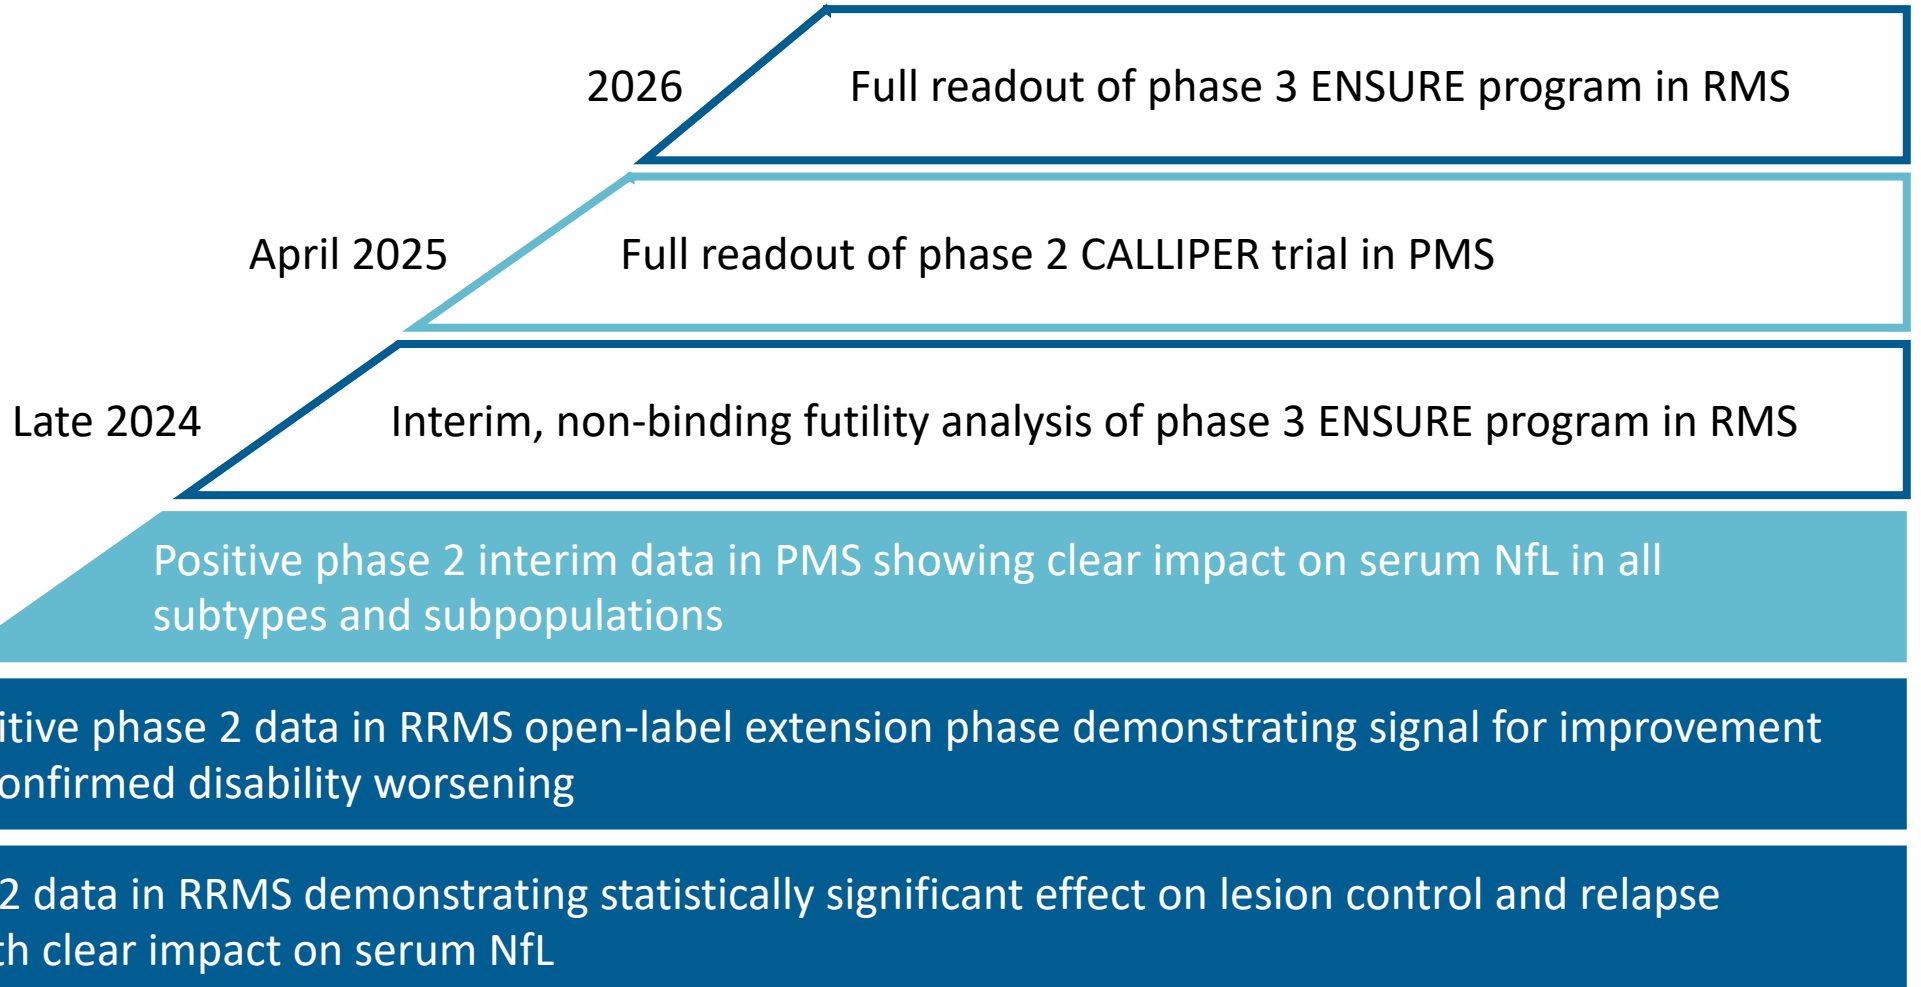 2026
Full readout of phase 3 ENSURE program in RMS
April 2025
Full readout of phase 2 CALLIPER trial in PMS
Late 2024
Interim, non-binding futility analysis of phase 3 ENSURE program in RMS
Positive phase 2 interim data in PMS showing clear impact on serum NfL in all
subtypes and subpopulations
itive phase 2 data in RRMS open-label extension phase demonstrating signal for improvement
onfirmed disability worsening
2 data in RRMS demonstrating statistically significant effect on lesion control and relapse
th clear impact on serum NfL